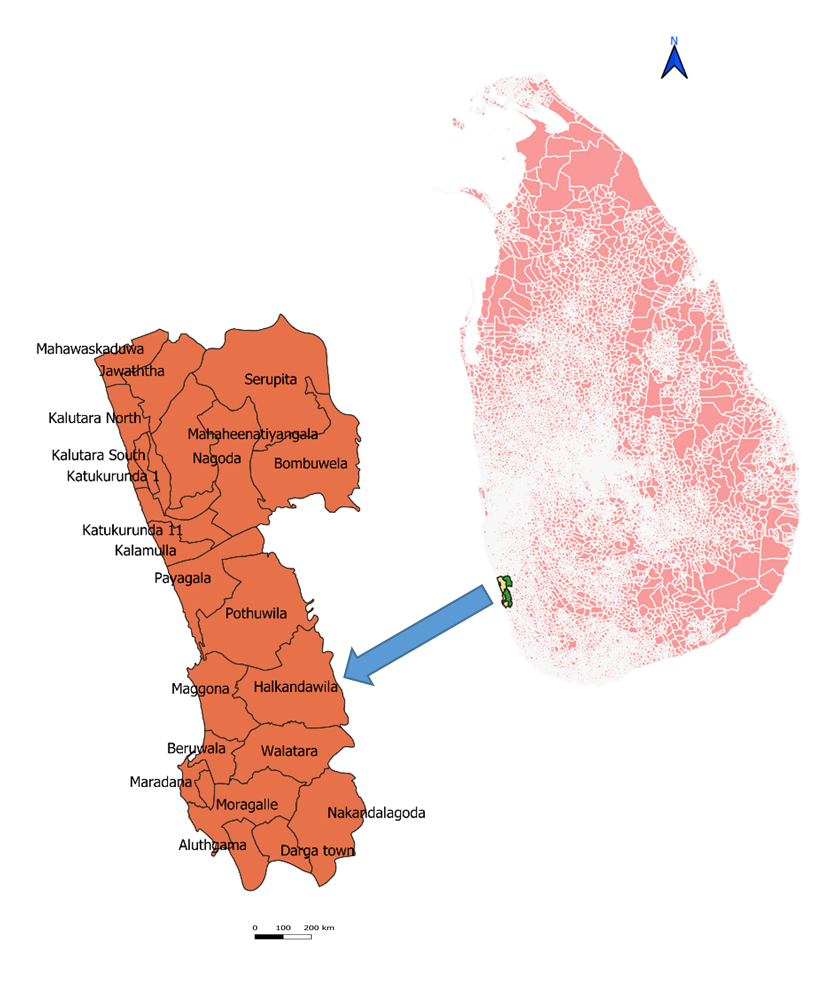 N
Mahawaskaduwa
Jawaththa
Serupita
Kalutara North
Mahaheenatiyangala
Kalutara South
Nagoda
Bombuwela
Katukurunda 1
Katukurunda 11
Kalamulla
Payagala
Pothuwila
Maggona
Halkandawila
Beruwala
Walatara
Maradana
Moragalle
Nakandalagoda
Aluthgama
Darga town
0 100 200 km